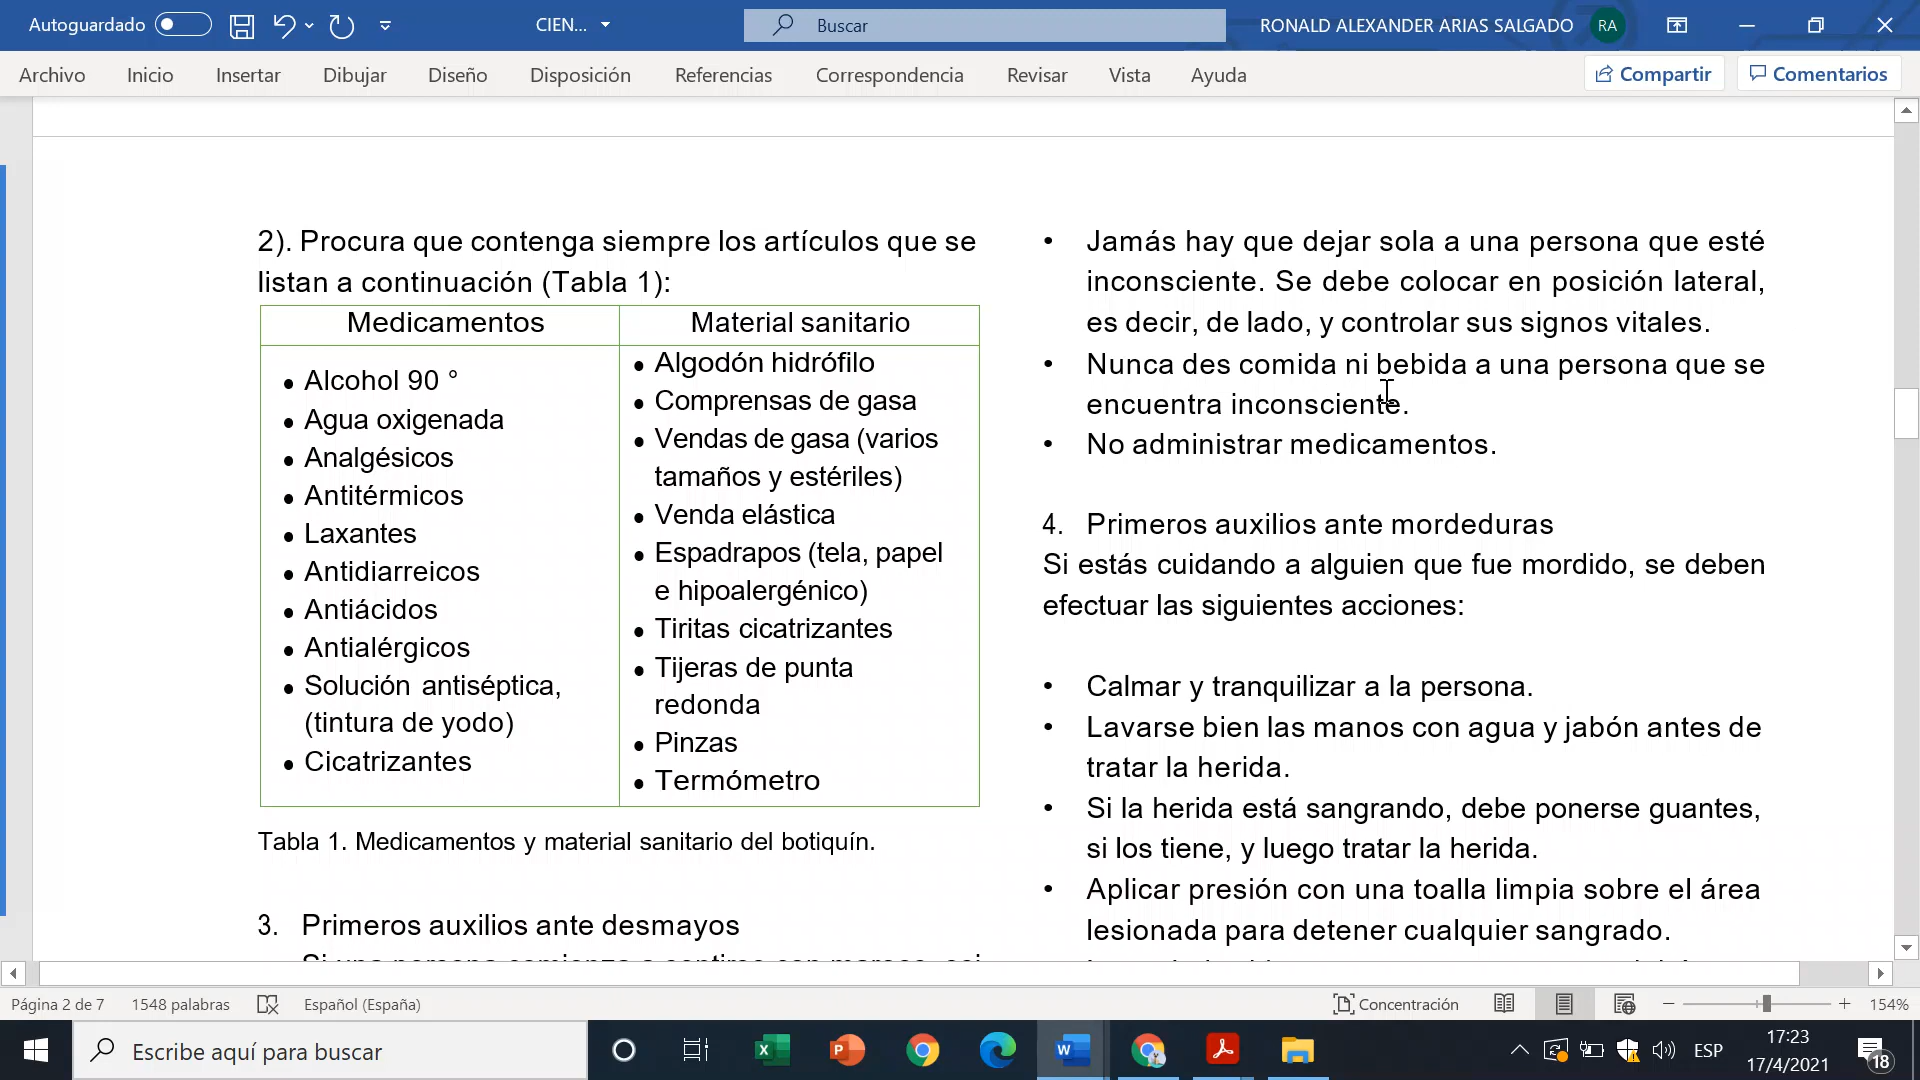 Autoguardado
CIEN...
Buscar
RONALD ALEXANDER ARIAS SALGADO
RA
Archivo
Inicio
Insertar
Dibujar
Diseño
Disposición
Referencias
Correspondencia
Revisar
Vista
Ayuda
Compartir
Comentarios
2). Procura que contenga siempre los artículos que se
listan a continuación (Tabla 1):
Medicamentos
• Alcohol 90 °
• Agua oxigenada
• Analgésicos
• Antitérmicos
• Laxantes
• Antidiarreicos
• Antiácidos
• Antialérgicos
• Solución antiséptica,
(tintura de yodo)
• Cicatrizantes
Material sanitario
• Algodón hidrófilo
• Comprensas de gasa
• Vendas de gasa (varios
tamaños y estériles)
• Venda elástica
• Espadrapos (tela, papel
e hipoalergénico)
• Tiritas cicatrizantes
• Tijeras de punta
redonda
• Pinzas
• Termómetro
Tabla 1. Medicamentos y material sanitario del botiquín.
3. Primeros auxilios ante desmayos
• Jamás hay que dejar sola a una persona que esté
inconsciente. Se debe colocar en posición lateral,
es decir, de lado, y controlar sus signos vitales.
• Nunca des comida ni bebida a una persona que se
encuentra inconsciente.
• No administrar medicamentos.
4. Primeros auxilios ante mordeduras
Si estás cuidando a alguien que fue mordido, se deben
efectuar las siguientes acciones:
• Calmar y tranquilizar a la persona.
• Lavarse bien las manos con agua y jabón antes de
tratar la herida.
• Si la herida está sangrando, debe ponerse guantes,
si los tiene, y luego tratar la herida.
• Aplicar presión con una toalla limpia sobre el área
lesionada para detener cualquier sangrado.
Página 2 de 7
1548 palabras
Español (España)
Concentración
154%
Escribe aquí para buscar
ESP
17:23
17/4/2021
18